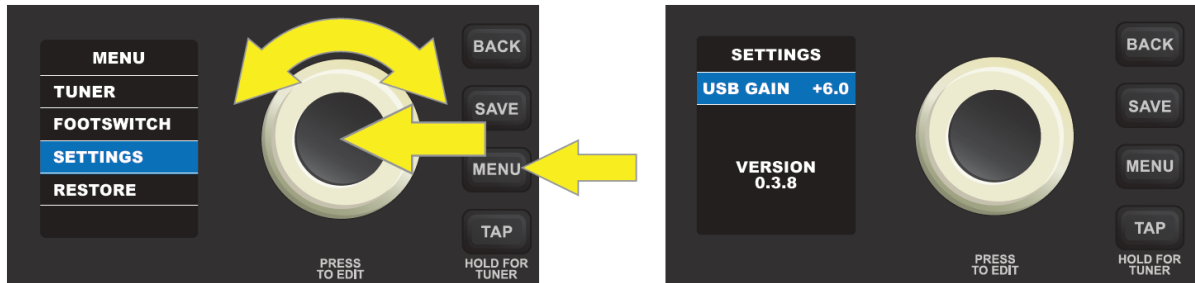 MENU
TUNER
FOOTSWITCH
SETTINGS
RESTORE
BACK
SAVE
MENU
TAP
PRESS
TO EDIT
HOLD FOR
TUNER
SETTINGS
USB GAIN +6.0
VERSION
0.3.8
BACK
SAVE
MENU
TAP
PRESS
TO EDIT
HOLD FOR
TUNER